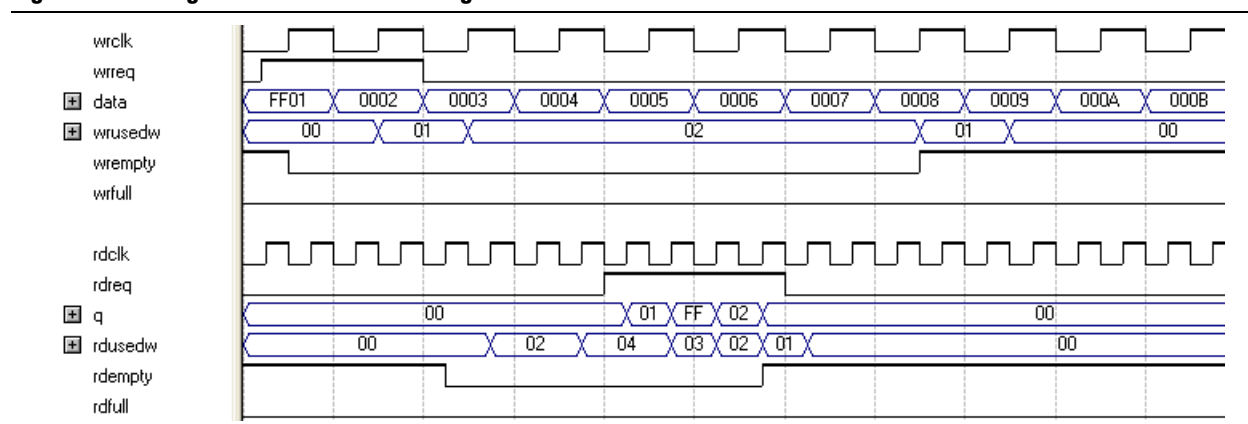 wrclk
wrreq
+ data FF01 0002 0003 0004 0005 0006 0007 0008 0009 000A 000B
+ wrusedw 00 01 02 01 00
wrempty
wrfull
rdclk
rdreq
+ q 00 01 FF 02 00
+ rdusedw 00 02 04 03 02 01 00
rdempty
rdfull